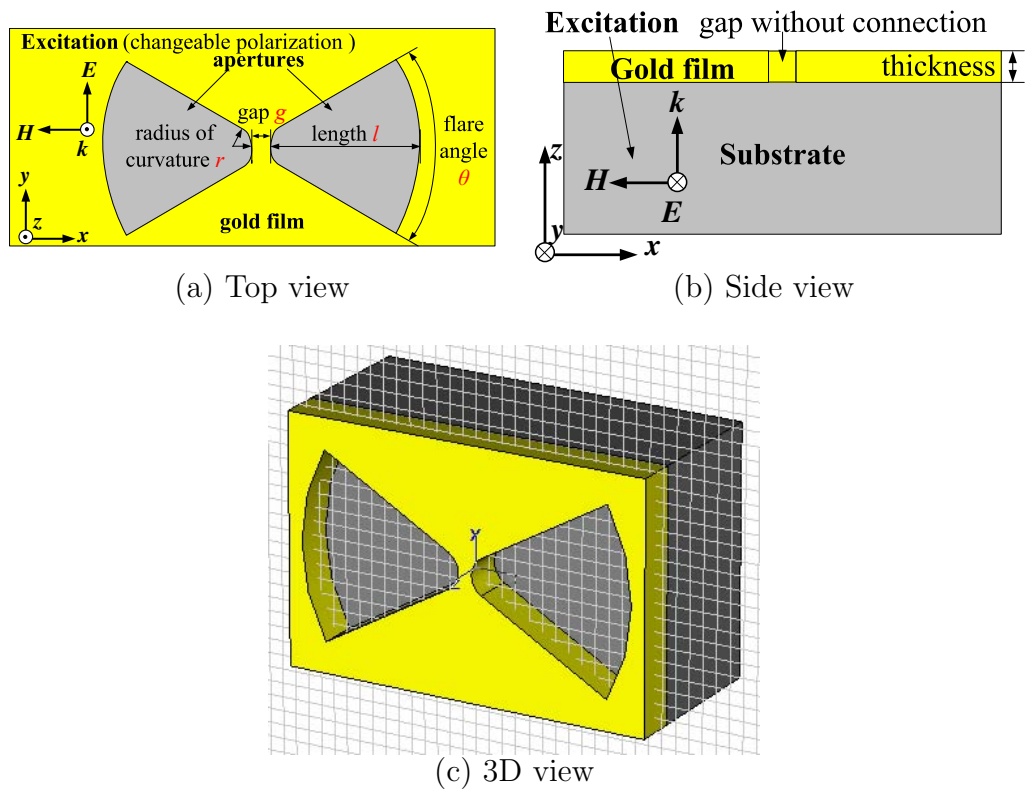 Excitation (changeable polarization )
apertures
E
H
k
gap g
radius of
curvature r
length l
flare
angle
θ
y
z
x
gold film
(a) Top view
Excitation gap without connection
Gold film
thickness
k
z
Substrate
H
E
y
x
(b) Side view
Y
(c) 3D view